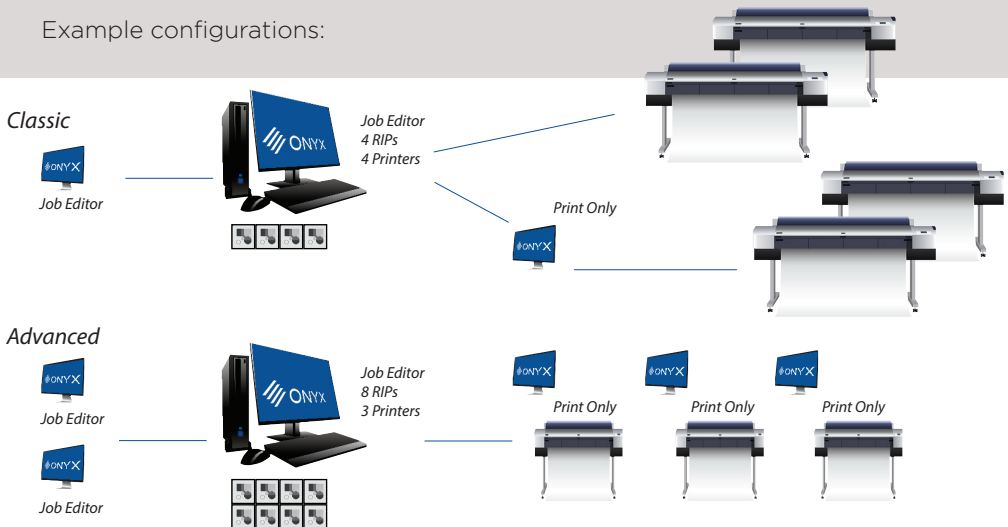 Example configurations:
Classic
ONYX
Job Editor
ONYX
Job Editor
4 RIPs
4 Printers
Print Only
ONYX
Advanced
ONYX
Job Editor
ONYX
Job Editor
ONYX
Job Editor
8 RIPs
3 Printers
ONYX
ONYX
ONYX
Print Only
Print Only
Print Only